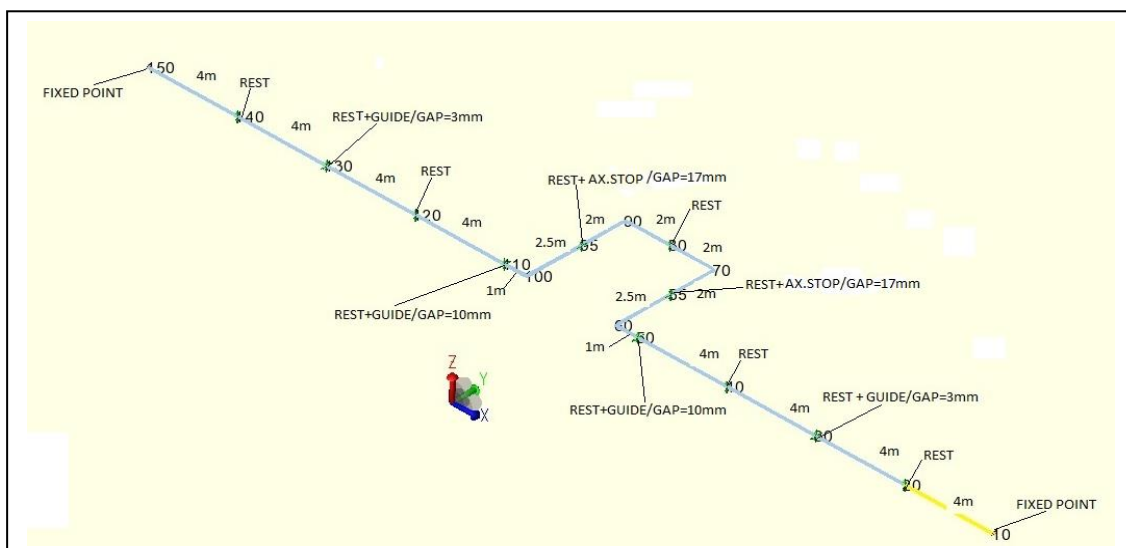 150
4m
REST
FIXED POINT
140
4m
REST+GUIDE/GAP=3mm
130
4m
REST
REST+ AX.STOP /GAP=17mm
120
4m
2m
90
2m
REST
2.5m
95
80
2m
110
100
70
1m
65
2m
REST+AX.STOP/GAP=17mm
2.5m
REST+GUIDE/GAP=10mm
60
1m
50
4m
REST
Z
Y
X
40
REST+GUIDE/GAP=10mm
4m
REST + GUIDE/GAP=3mm
30
4m
REST
20
4m
FIXED POINT
10